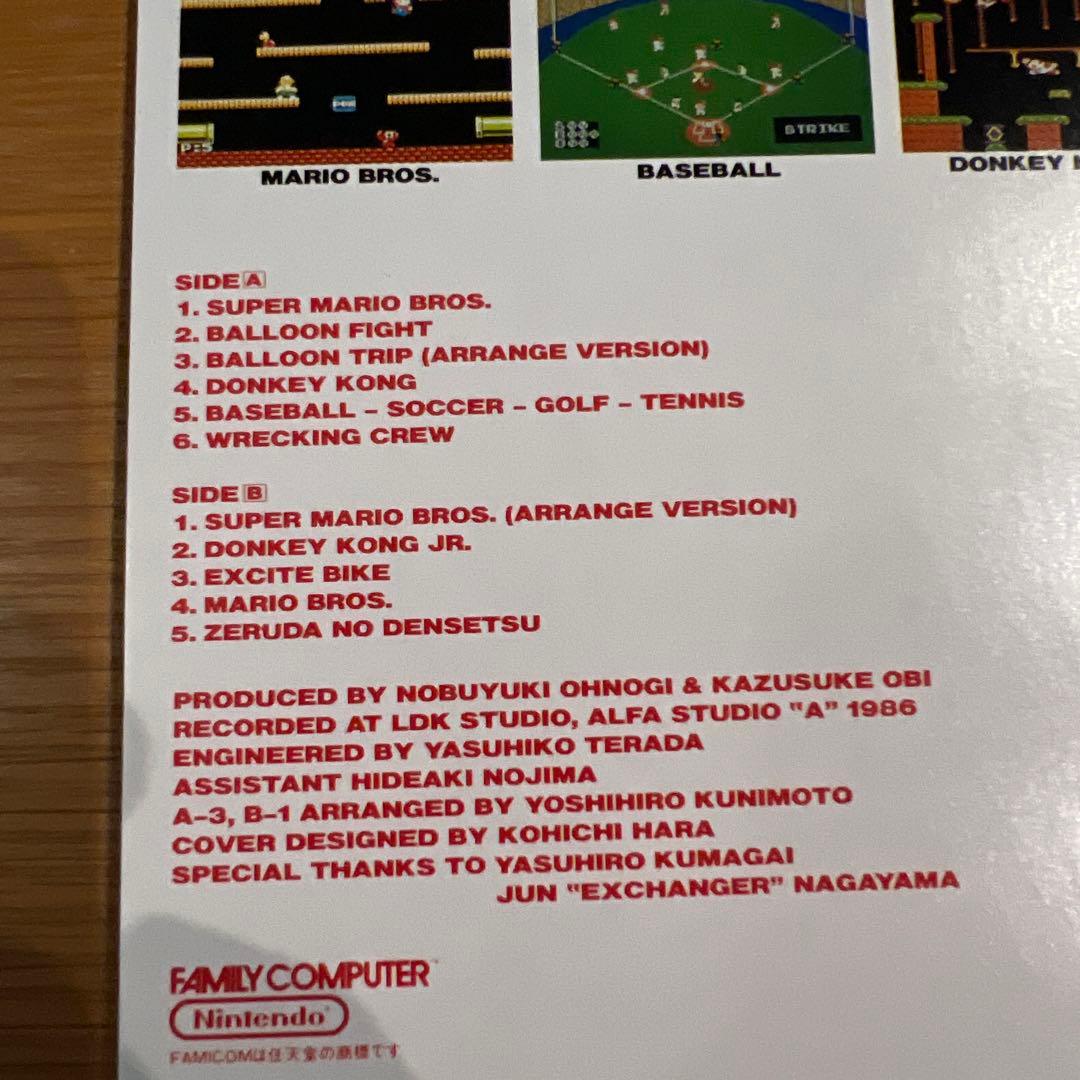 POW
P=5
STRIKE
MARIO BROS.
BASEBALL
DONKEY
SIDE A
1. SUPER MARIO BROS.
2. BALLOON FIGHT
3. BALLOON TRIP (ARRANGE VERSION)
4. DONKEY KONG
5. BASEBALL – SOCCER – GOLF – TENNIS
6. WRECKING CREW
SIDE B
1. SUPER MARIO BROS. (ARRANGE VERSION)
2. DONKEY KONG JR.
3. EXCITE BIKE
4. MARIO BROS.
5. ZERUDA NO DENSETSU
PRODUCED BY NOBUYUKI OHNOGI & KAZUSUKE OBI
RECORDED AT LDK STUDIO, ALFA STUDIO "A" 1986
ENGINEERED BY YASUHIKO TERADA
ASSISTANT HIDEAKI NOJIMA
A–3, B–1 ARRANGED BY YOSHIHIRO KUNIMOTO
COVER DESIGNED BY KOHICHI HARA
SPECIAL THANKS TO YASUHIRO KUMAGAI
JUN "EXCHANGER" NAGAYAMA
FAMILY COMPUTER™
Nintendo®
FAMICOMは任天堂の商標です